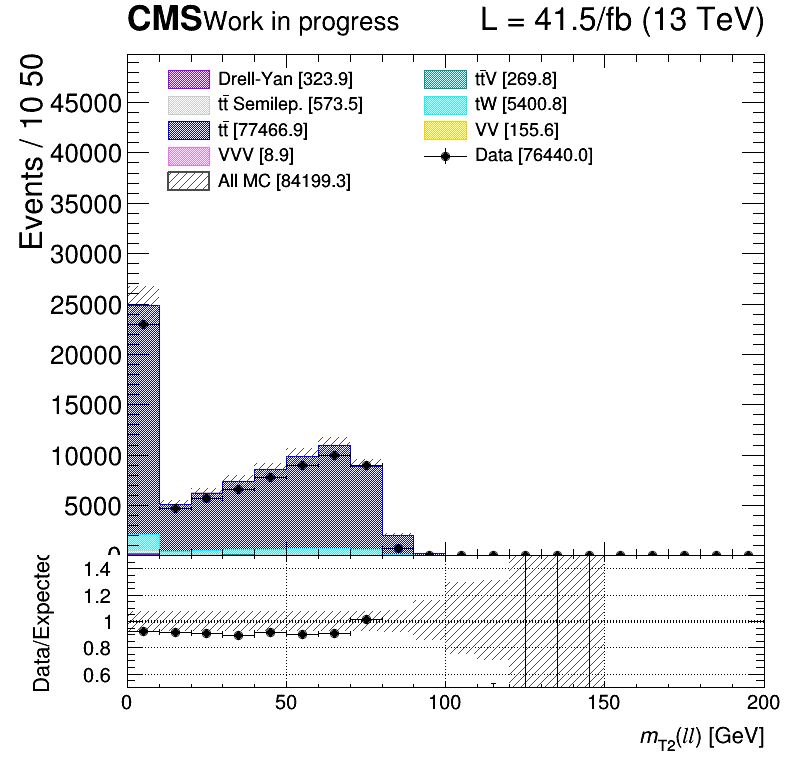 CMS Work in progress L = 41.5/fb (13 TeV)
Events / 10 50
Drell-Yan [323.9]
tt̄ Semilep. [573.5]
tt̄ [77466.9]
VVV [8.9]
All MC [84199.3]
tt̄V [269.8]
tW [5400.8]
VV [155.6]
Data [76440.0]
45000
40000
35000
30000
25000
20000
15000
10000
5000
0
Data/Expected
1.4
1.2
1
0.8
0.6
0 50 100 150 200
m_T2(ll) [GeV]